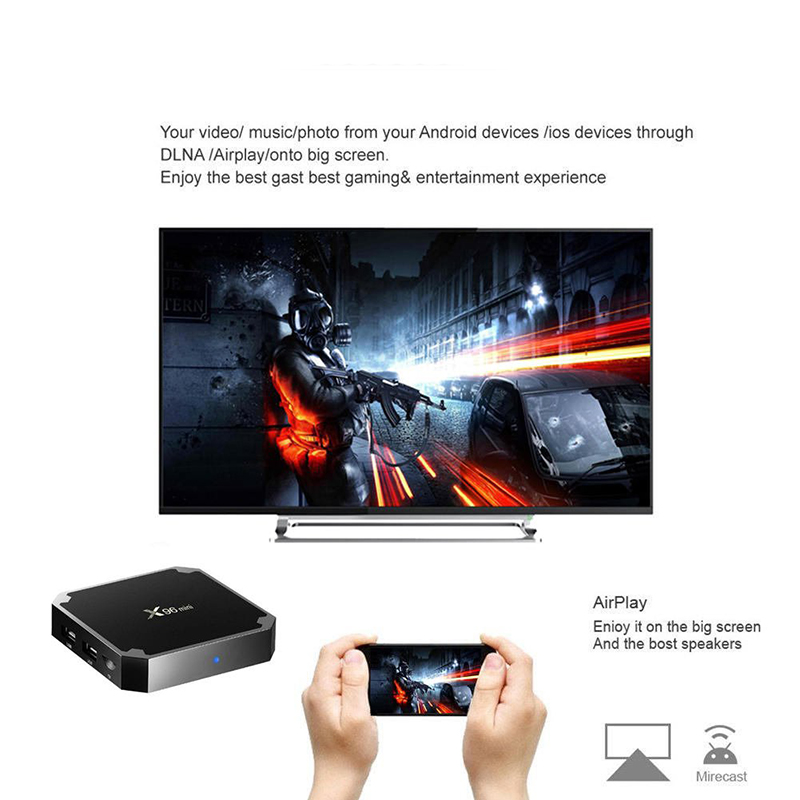 Your video/ music/photo from your Android devices /ios devices through
DLNA /Airplay/onto big screen.
Enjoy the best gast best gaming& entertainment experience
TERN
X96 mini
AirPlay
Enioy it on the big screen
And the bost speakers
Mirecast